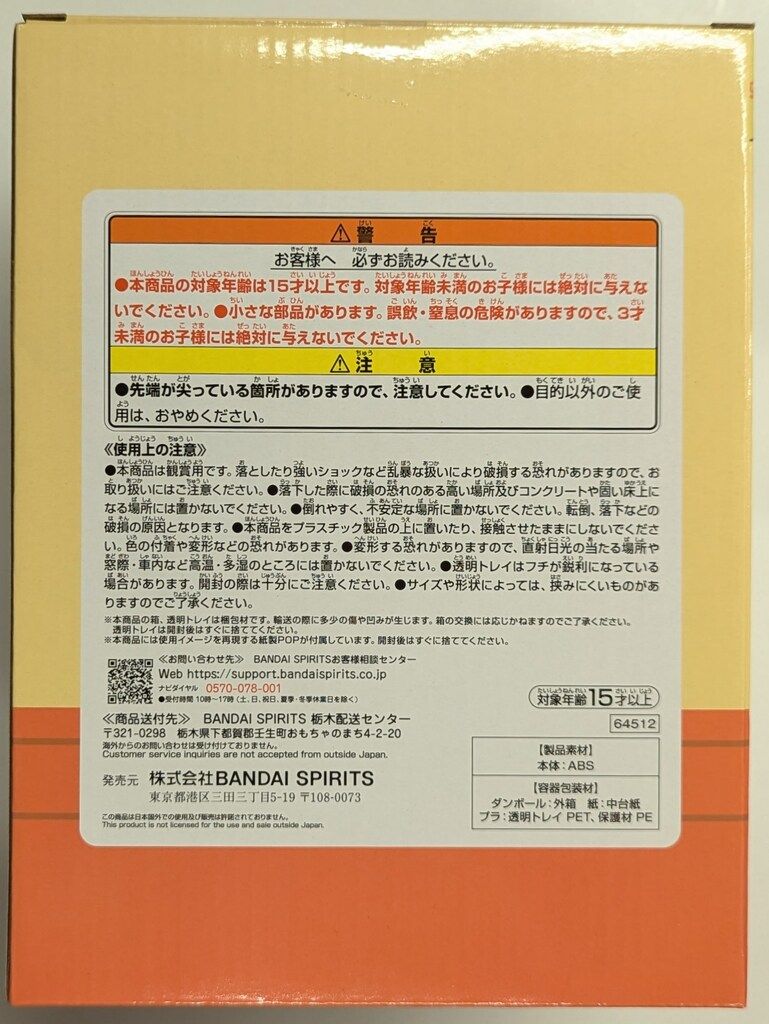 ⚠警告
お客様へ 必ずお読みください。
●本商品の対象年齢は15才以上です。対象年齢未満のお子様には絶対に与えな
いでください。●小さな部品があります。誤飲・窒息の危険がありますので、3才
未満のお子様には絶対に与えないでください。
⚠注意
●先端が尖っている箇所がありますので、注意してください。●目的以外のご使
用は、おやめください。
《使用上の注意》
●本商品は観賞用です。落としたり強いショックなど乱暴な扱いにより破損する恐れがありますので、お
取り扱いにはご注意ください。●落下した際に破損の恐れのある高い場所及びコンクリートや固い床上に
なる場所には置かないでください。●倒れやすく、不安定な場所に置かないでください。転倒、落下などの
破損の原因となります。●本商品をプラスチック製品の上に置いたり、接触させたままにしないでくださ
い。色の付着や変形などの恐れがあります。●変形する恐れがありますので、直射日光の当たる場所や
窓際・車内など高温・多湿のところには置かないでください。●透明トレイはフチが鋭利になっている
場合があります。開封の際は十分にご注意ください。●サイズや形状によっては、挟みにくいものがあ
りますのでご了承ください。
※本商品の箱、透明トレイは梱包材です。輸送の際に多少の傷や凹みが生じます。箱の交換には応じかねますのでご了承ください。
透明トレイは開封後はすぐに捨ててください。
※本商品には使用イメージを再現する紙製POPが付属しています。開封後はすぐに捨ててください。
≪お問い合わせ先≫ BANDAI SPIRITSお客様相談センター
Web https://support.bandaispirits.co.jp
ナビダイヤル 0570-078-001
●受付時間 10時〜17時(土、日、祝日、夏季・冬季休業日を除く)
対象年齢15才以上
≪商品送付先≫ BANDAI SPIRITS 栃木配送センター
〒321-0298 栃木県下都賀郡壬生町おもちゃのまち4-2-20
64512
海外からのお問い合わせは受け付けておりません。
Customer service inquiries are not accepted from outside Japan.
発売元 株式会社BANDAI SPIRITS
東京都港区三田三丁目5-19 〒108-0073
この商品は日本国外での使用及び販売は許諾されておりません。
This product is not licensed for the use and sale outside Japan.
【製品素材】
本体:ABS
【容器包装材】
ダンボール:外箱 紙:中台紙
プラ:透明トレイ PET、保護材 PE